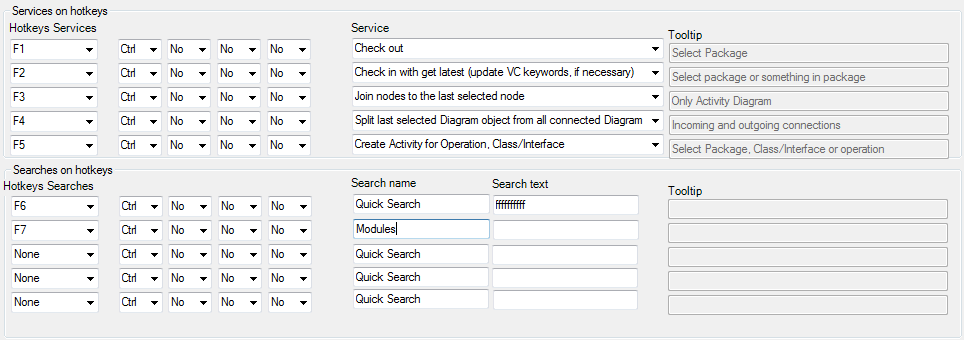 Services on hotkeys
Hotkeys Services Service Tooltip
F1 Ctrl No No No Check out Select Package
F2 Ctrl No No No Check in with get latest (update VC keywords, if necessary) Select package or something in package
F3 Ctrl No No No Join nodes to the last selected node Only Activity Diagram
F4 Ctrl No No No Split last selected Diagram object from all connected Diagram Incoming and outgoing connections
F5 Ctrl No No No Create Activity for Operation, Class/Interface Select Package, Class/Interface or operation
Searches on hotkeys
Hotkeys Searches Search name Search text Tooltip
F6 Ctrl No No No Quick Search ffffffffff
F7 Ctrl No No No Modules
None Ctrl No No No Quick Search
None Ctrl No No No Quick Search
None Ctrl No No No Quick Search